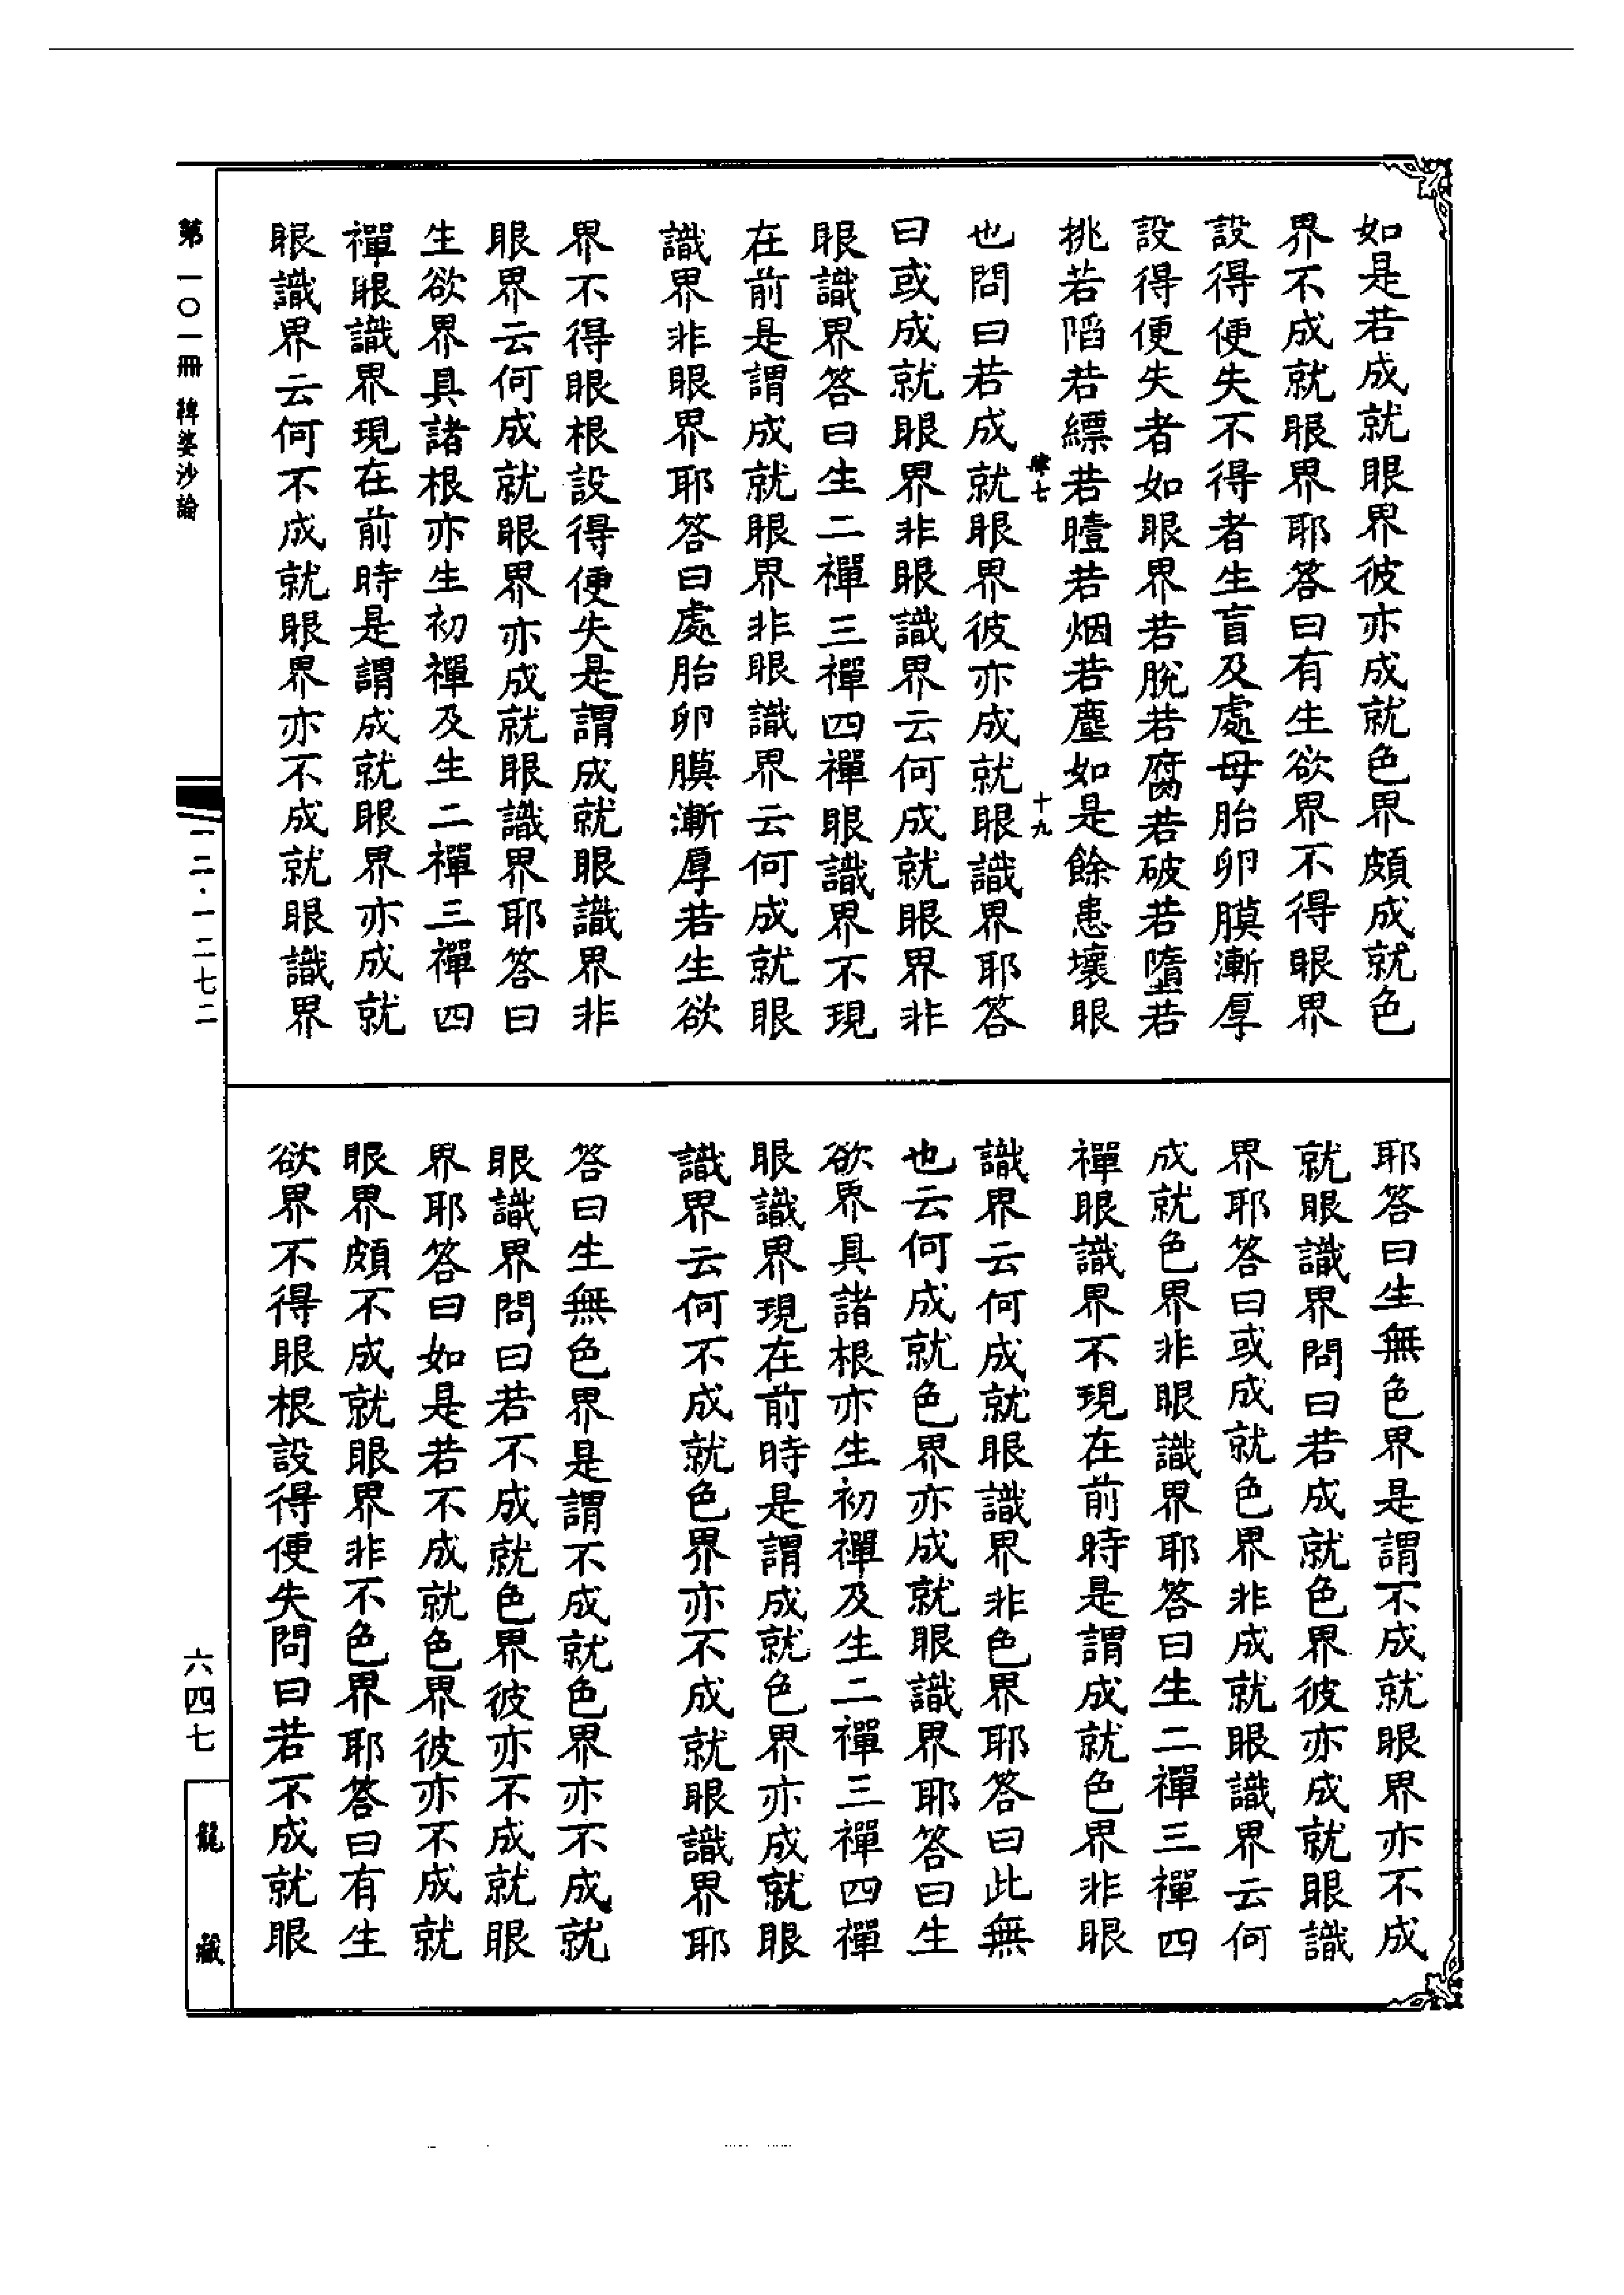 如是若成就眼界彼亦成就色界頗成就色
界不成就眼界耶答曰有生欲界不得眼界
設得便失不得者生盲及處母胎卵膜漸厚
設得便失者如眼界若脫若腐若破若墮若
挑若陷若縹若曀若烟若塵如是餘患壞眼
十九
也問曰若成就眼界彼亦成就眼識界耶答
曰或成就眼界非眼識界云何成就眼界非
眼識界答曰生二禪三禪四禪眼識界不現
在前是謂成就眼界非眼識界云何成就眼
識界非眼界耶答曰處胎卵膜漸厚若生欲
界不得眼根設得便失是謂成就眼識界非
眼界云何成就眼界亦成就眼識界耶答曰
生欲界具諸根亦生初禪及生二禪三禪四
禪眼識界現在前時是謂成就眼界亦成就
眼識界云何不成就眼界亦不成就眼識界
耶答曰生無色界是謂不成就眼界亦不成
就眼識界問曰若成就色界彼亦成就眼識
界耶答曰或成就色界非成就眼識界云何
成就色界非眼識界耶答曰生二禪三禪四
禪眼識界不現在前時是謂成就色界非眼
識界云何成就眼識界非色界耶答曰此無
也云何成就色界亦成就眼識界耶答曰生
欲界具諸根亦生初禪及生二禪三禪四禪
眼識界現在前時是謂成就色界亦成就眼
識界云何不成就色界亦不成就眼識界耶
答曰生無色界是謂不成就色界亦不成就
眼識界問曰若不成就色界彼亦不成就眼
界耶答曰如是若不成就色界彼亦不成就
眼界頗不成就眼界非不色界耶答曰有生
欲界不得眼根設得便失問曰若不成就眼
第一〇一冊 鞞婆沙論
一二·一二七二
六四七
龍藏